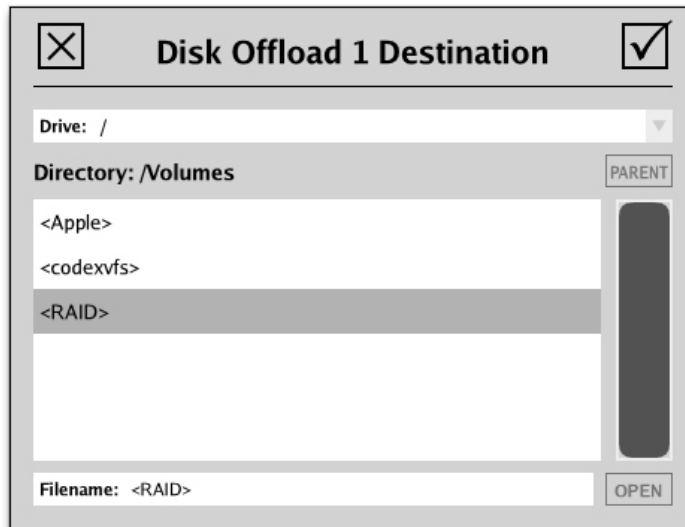 Disk Offload 1 Destination
Drive: /
Directory: /Volumes
PARENT
<Apple>
<codexvfs>
<RAID>
Filename: <RAID>
OPEN